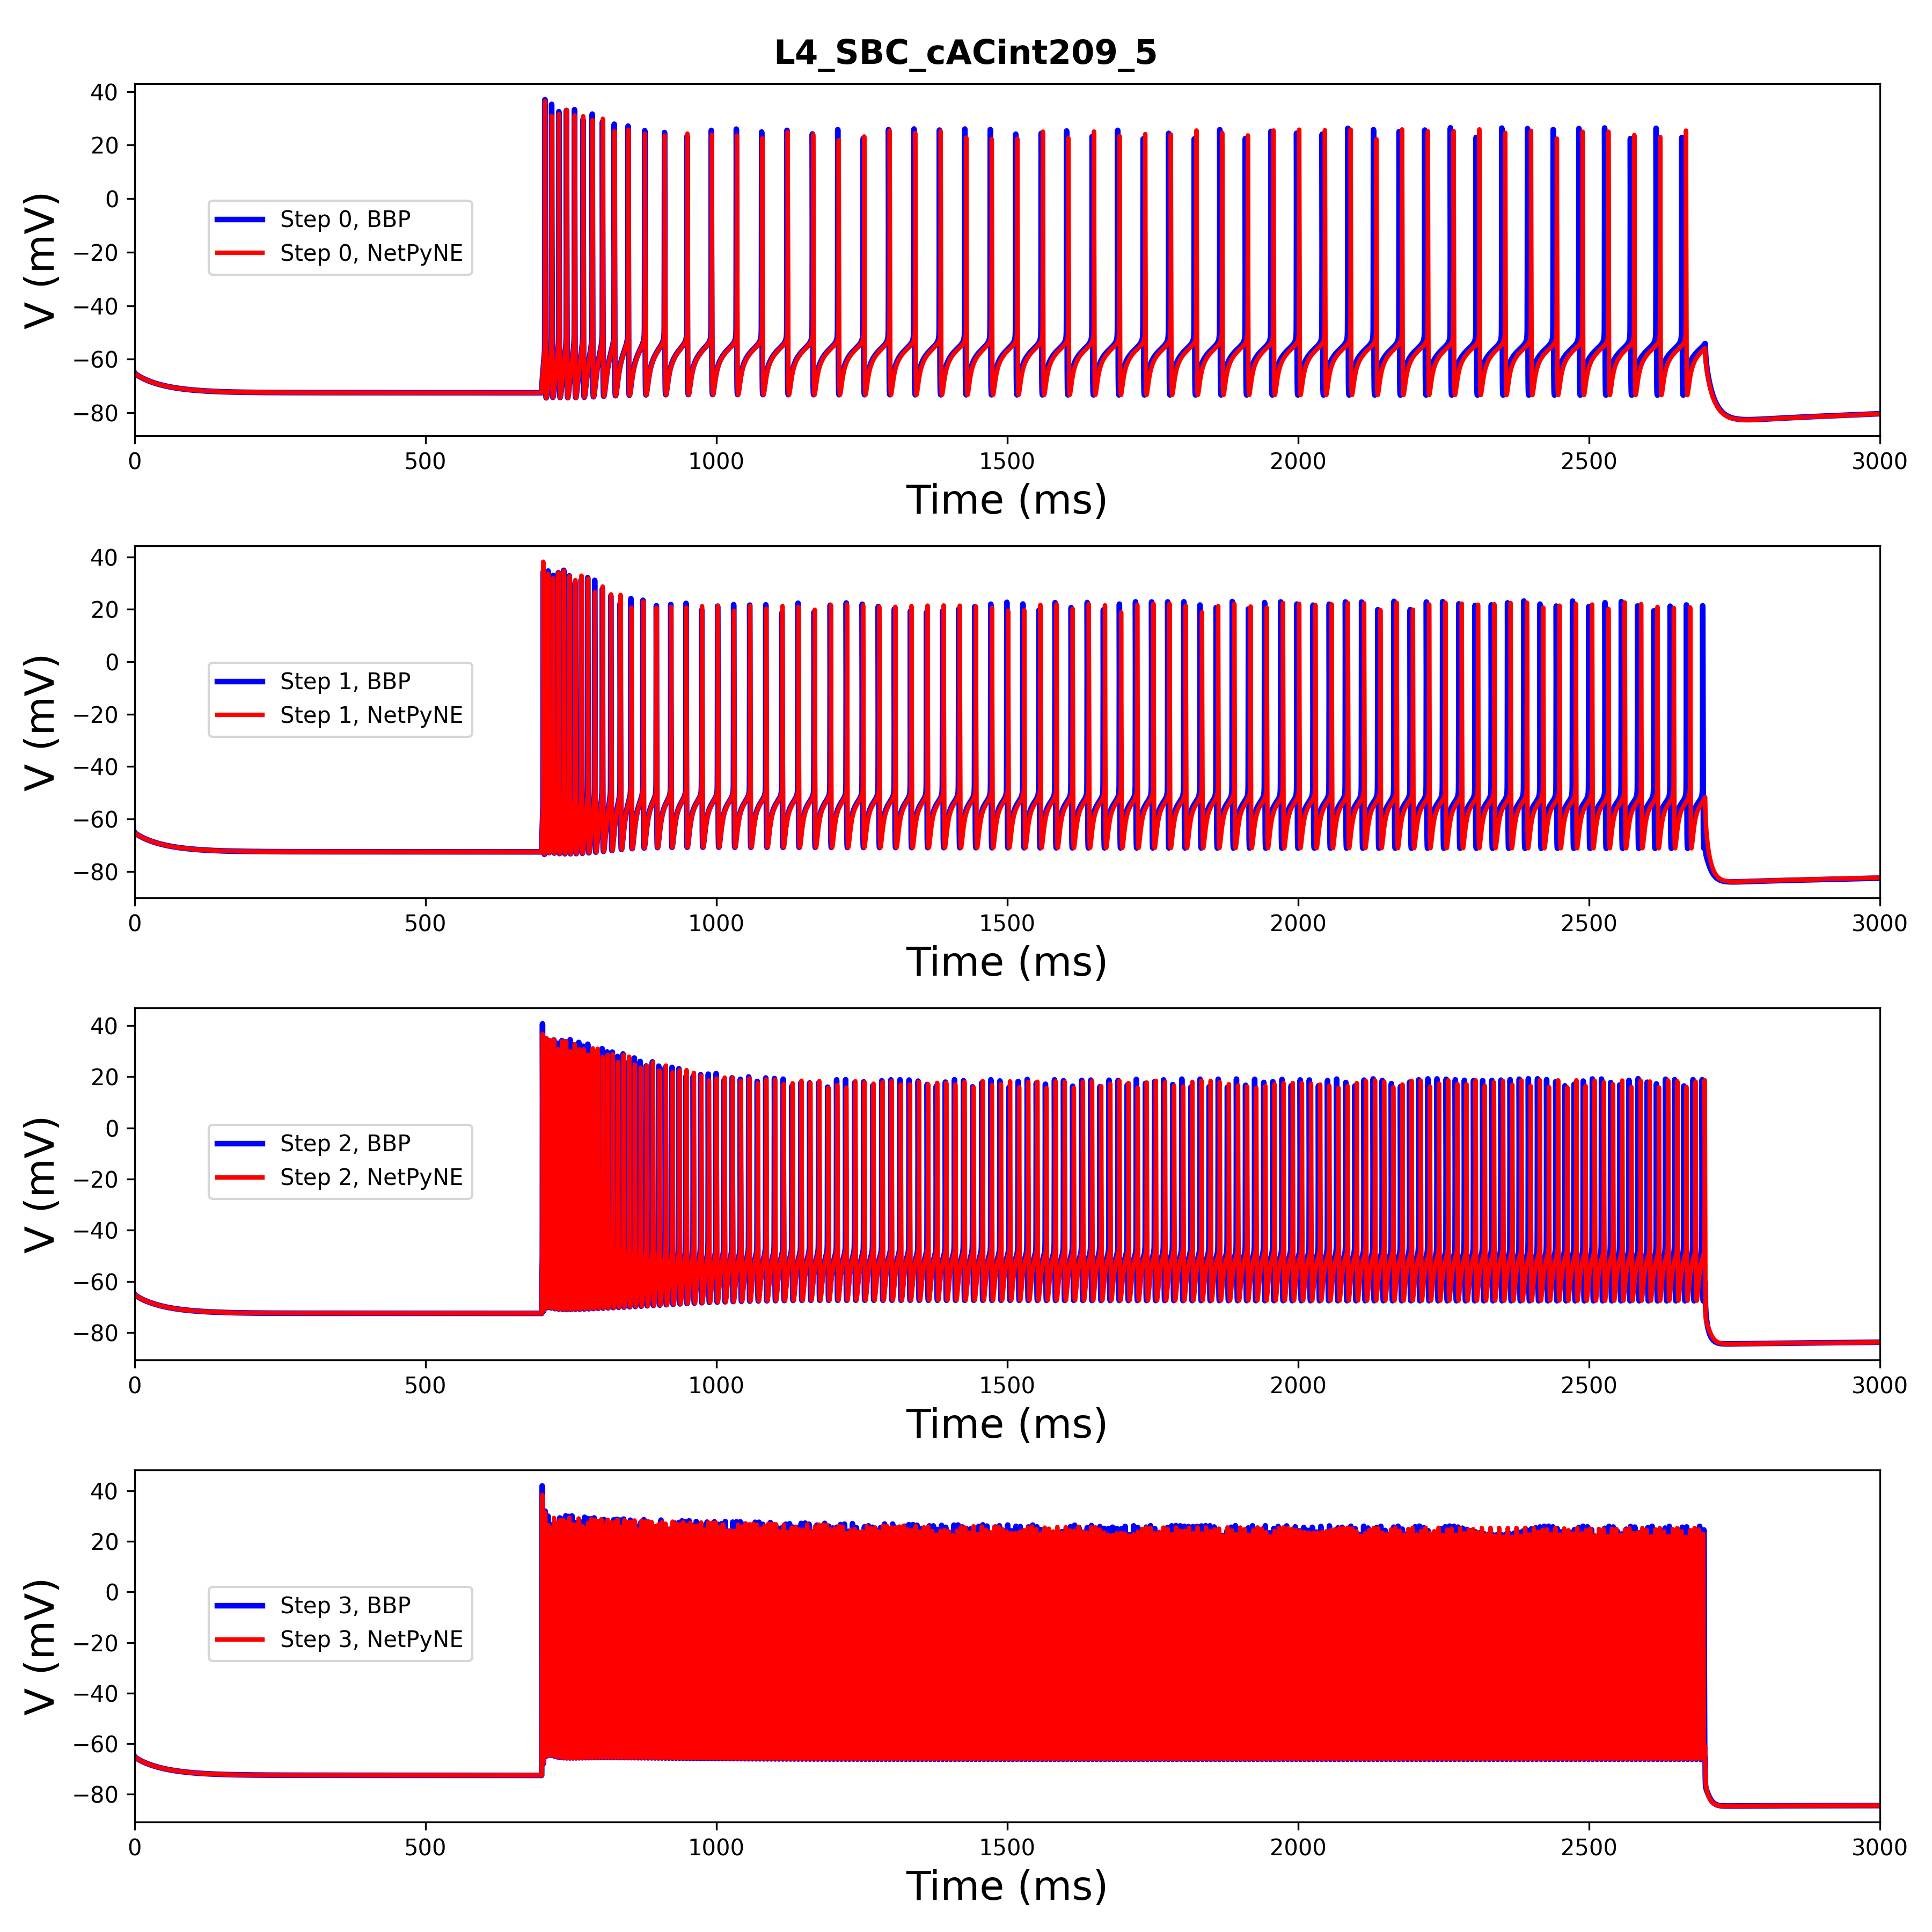 L4_SBC_cACint209_5
40
20
0
−20
−40
−60
−80
V (mV)
Step 0, BBP
Step 0, NetPyNE
0 500 1000 1500 2000 2500 3000
Time (ms)
40
20
0
−20
−40
−60
−80
V (mV)
Step 1, BBP
Step 1, NetPyNE
0 500 1000 1500 2000 2500 3000
Time (ms)
40
20
0
−20
−40
−60
−80
V (mV)
Step 2, BBP
Step 2, NetPyNE
0 500 1000 1500 2000 2500 3000
Time (ms)
40
20
0
−20
−40
−60
−80
V (mV)
Step 3, BBP
Step 3, NetPyNE
0 500 1000 1500 2000 2500 3000
Time (ms)